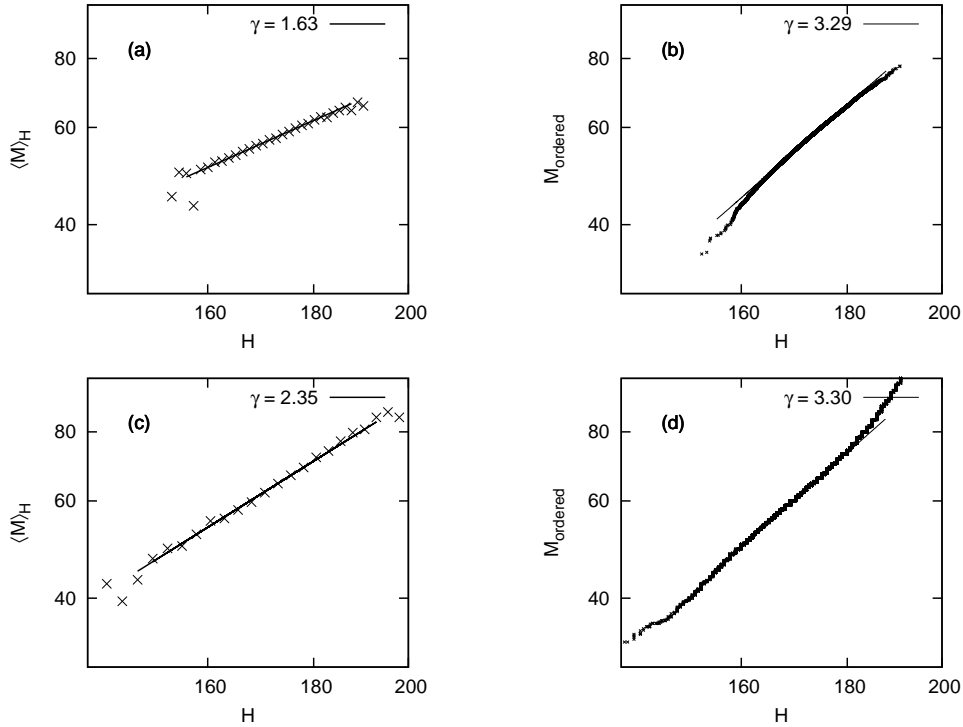 (a)
γ = 1.63
⟨M⟩H
80
60
40
160
180
200
H
(b)
γ = 3.29
Mordered
80
60
40
160
180
200
H
(c)
γ = 2.35
⟨M⟩H
80
60
40
160
180
200
H
(d)
γ = 3.30
Mordered
80
60
40
160
180
200
H